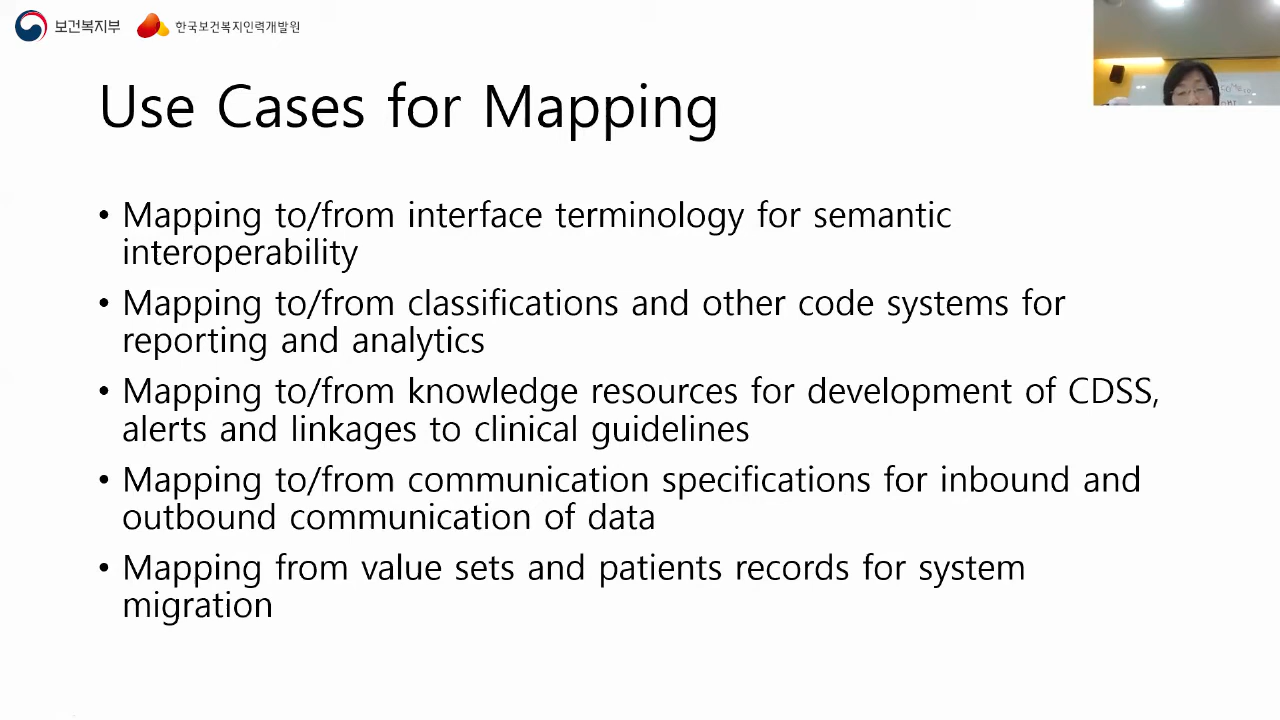 보건복지부 한국보건복지인력개발원
Use Cases for Mapping
• Mapping to/from interface terminology for semantic
interoperability
• Mapping to/from classifications and other code systems for
reporting and analytics
• Mapping to/from knowledge resources for development of CDSS,
alerts and linkages to clinical guidelines
• Mapping to/from communication specifications for inbound and
outbound communication of data
• Mapping from value sets and patients records for system
migration